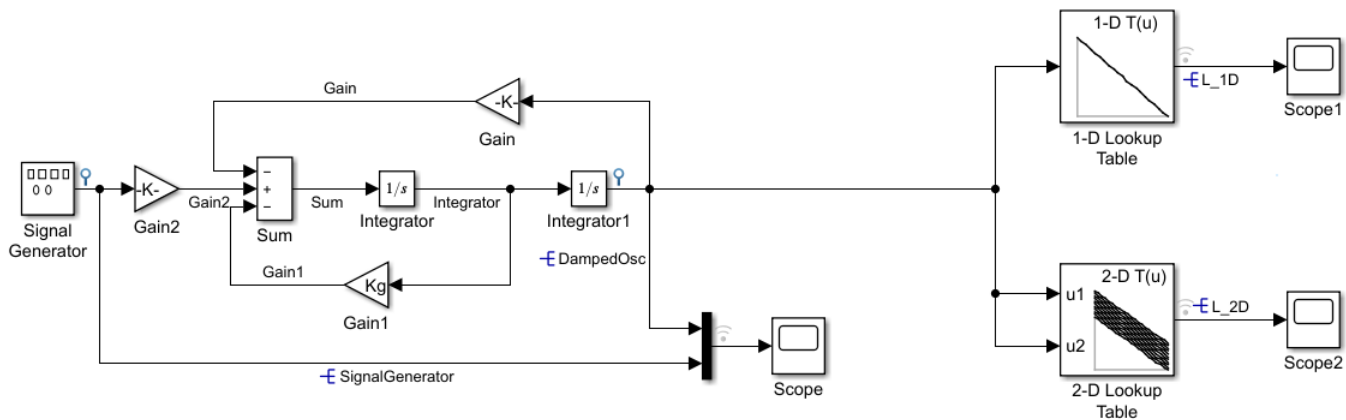 1-D T(u)
L_1D
Scope1
1-D Lookup
Table
Gain
-K-
Gain
Signal
Generator
-K-
Gain2
Gain2
−
+
−
Sum
Sum
1/s
Integrator
Integrator
1/s
Integrator1
DampedOsc
Gain1
Kg
Gain1
SignalGenerator
Scope
2-D T(u)
u1
u2
L_2D
Scope2
2-D Lookup
Table